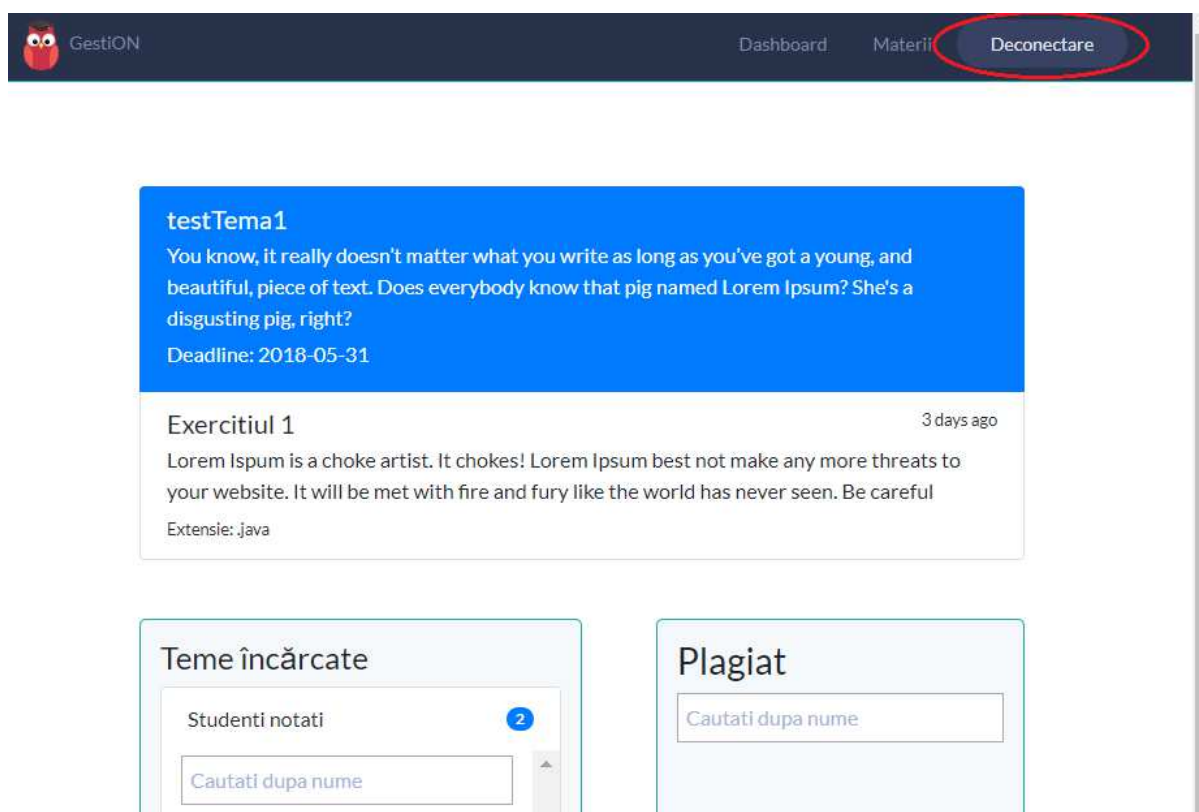 GestiON
Dashboard Materii Deconectare
testTema1
You know, it really doesn't matter what you write as long as you've got a young, and
beautiful, piece of text. Does everybody know that pig named Lorem Ipsum? She's a
disgusting pig, right?
Deadline: 2018-05-31
Exercitiul 1
3 days ago
Lorem Ispum is a choke artist. It chokes! Lorem Ipsum best not make any more threats to
your website. It will be met with fire and fury like the world has never seen. Be careful
Extensie: .java
Teme încărcate
Studenti notati
2
Cautati dupa nume
Plagiat
Cautati dupa nume